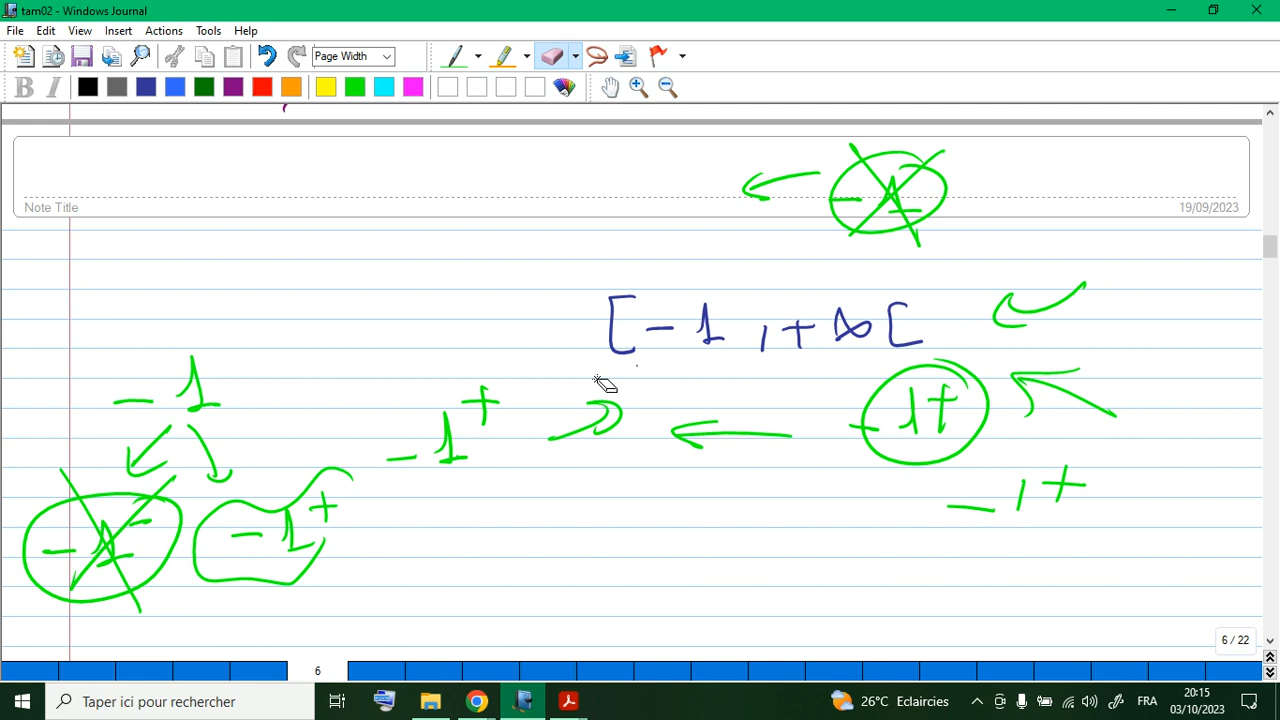 tam02 - Windows Journal
File Edit View Insert Actions Tools Help
Page Width
B I
- 1-
Note Title
19/09/2023
[ - 1 , + ∞ [
- 1
- 1+
- 1+
- 1+
- 1-
- 1+
6 / 22
6
Taper ici pour rechercher
26°C Eclaircies
FRA
20:15
03/10/2023